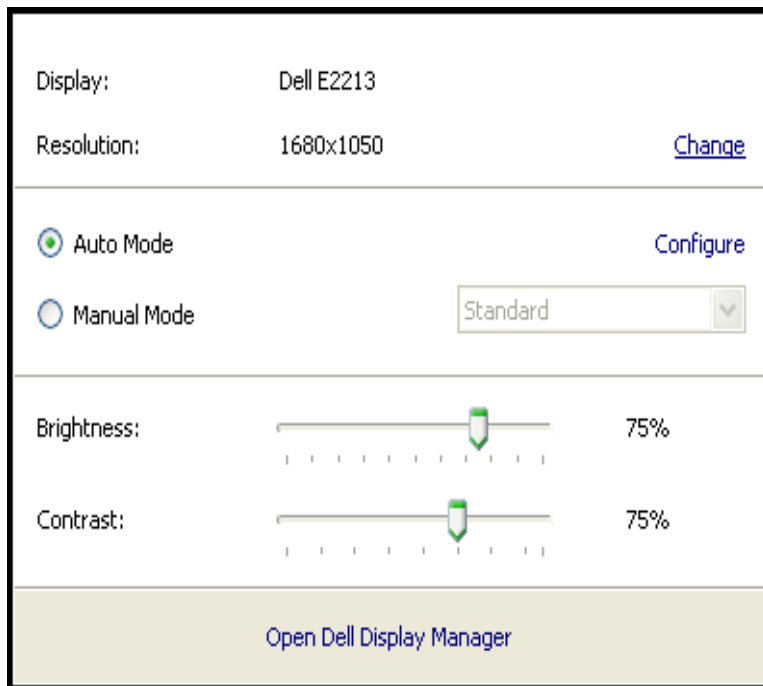 Display: Dell E2213
Resolution: 1680x1050 Change
Auto Mode Configure
Manual Mode Standard
Brightness: 75%
Contrast: 75%
Open Dell Display Manager